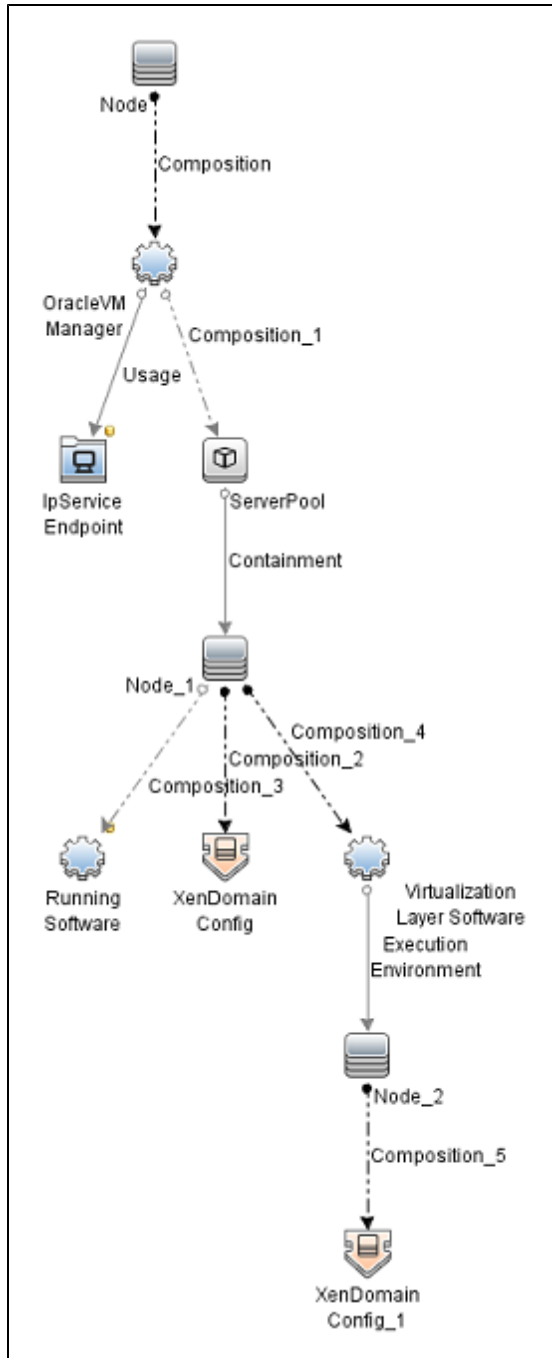 Node
Composition
OracleVM
Manager
Composition_1
Usage
IpService
Endpoint
ServerPool
Containment
Node_1
Composition_4
Composition_2
Composition_3
Running
Software
XenDomain
Config
Virtualization
Layer Software
Execution
Environment
Node_2
Composition_5
XenDomain
Config_1